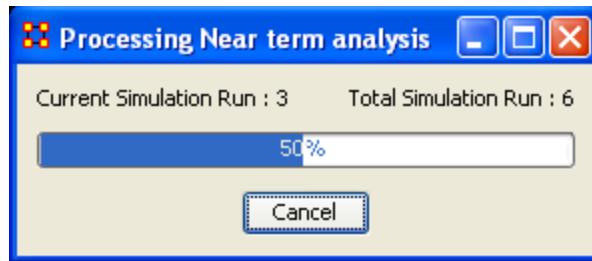 Processing Near term analysis
Current Simulation Run : 3 Total Simulation Run : 6
50%
Cancel